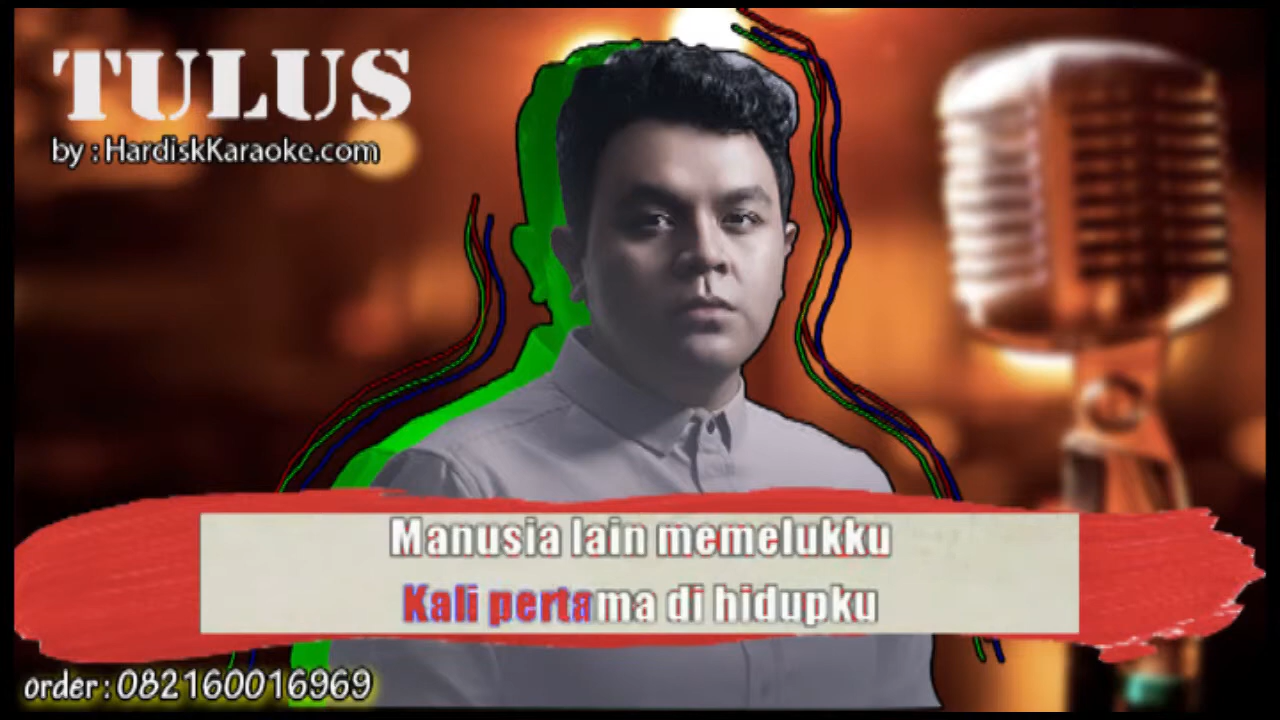 TULUS
by : HardiskKaraoke.com
Manusia lain memelukku
Kali pertama di hidupku
order : 082160016969